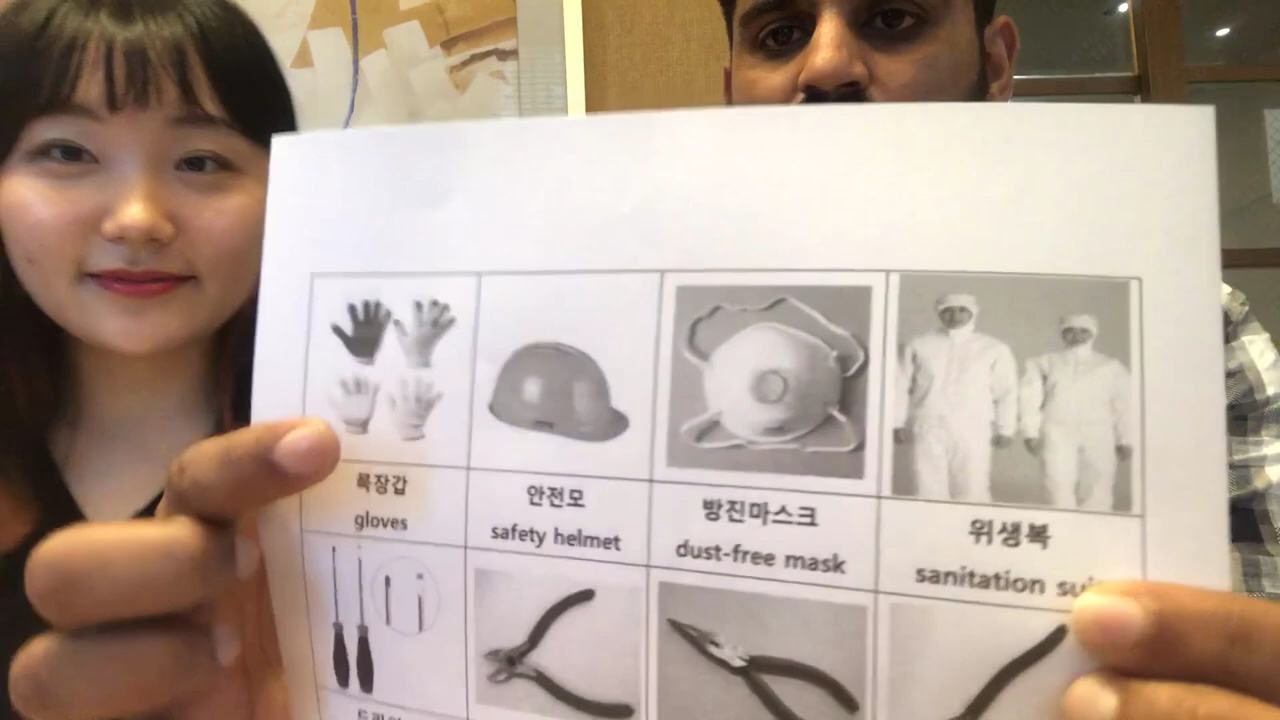 목장갑
gloves
안전모
safety helmet
방진마스크
dust-free mask
위생복
sanitation